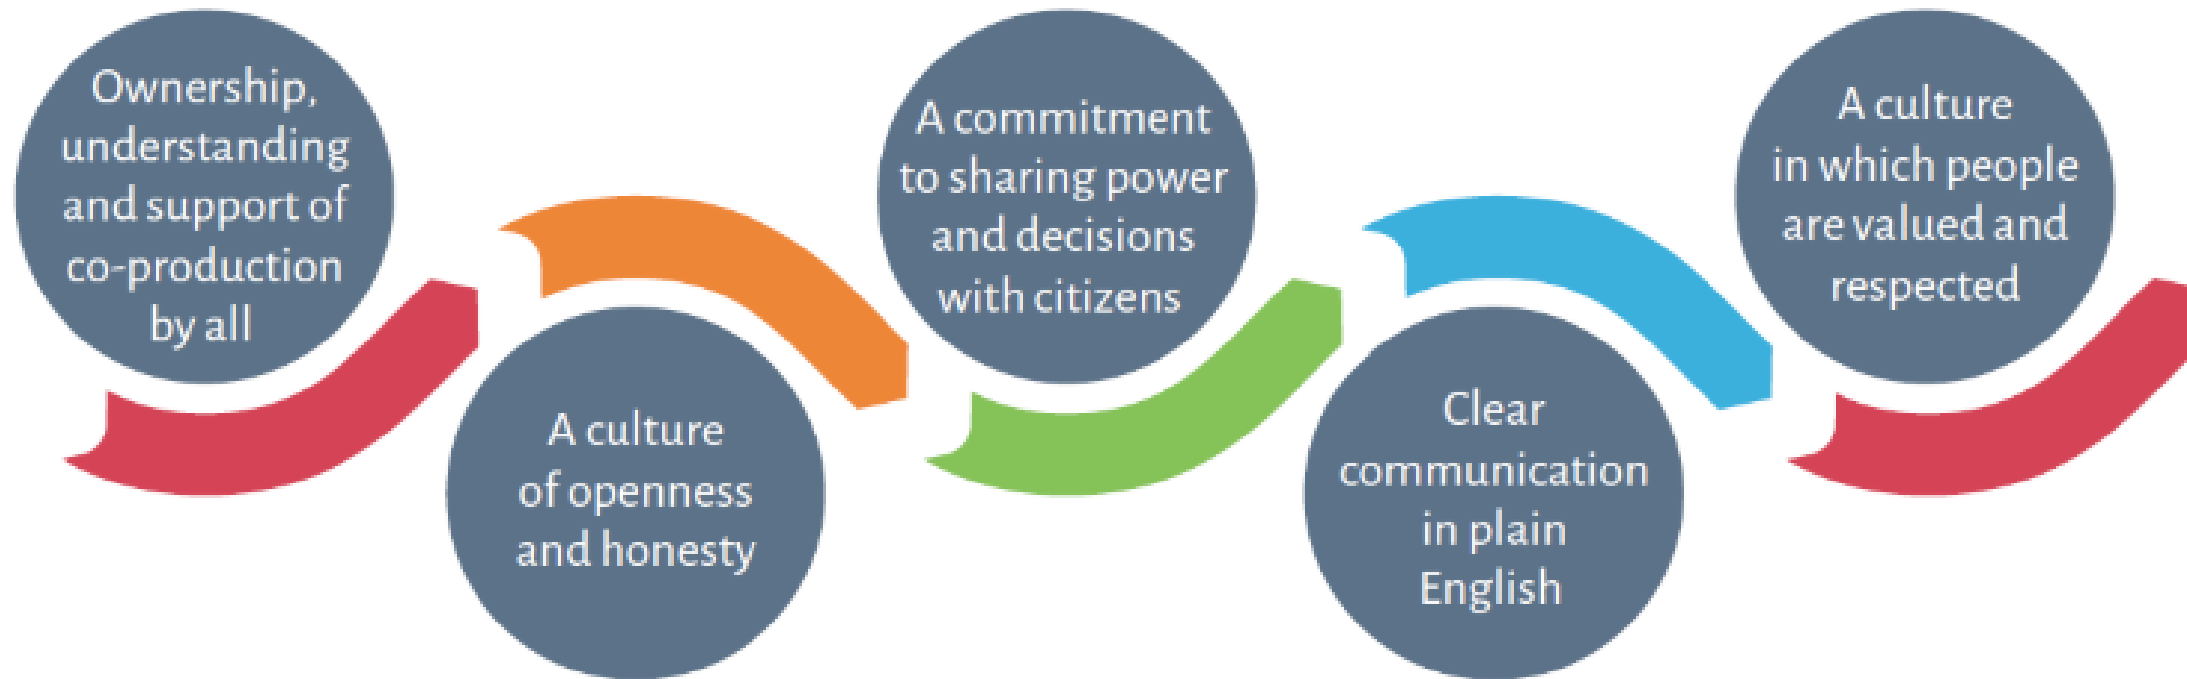 Ownership,
understanding
and support of
co-production
by all
A culture
of openness
and honesty
A commitment
to sharing power
and decisions
with citizens
Clear
communication
in plain
English
A culture
in which people
are valued and
respected